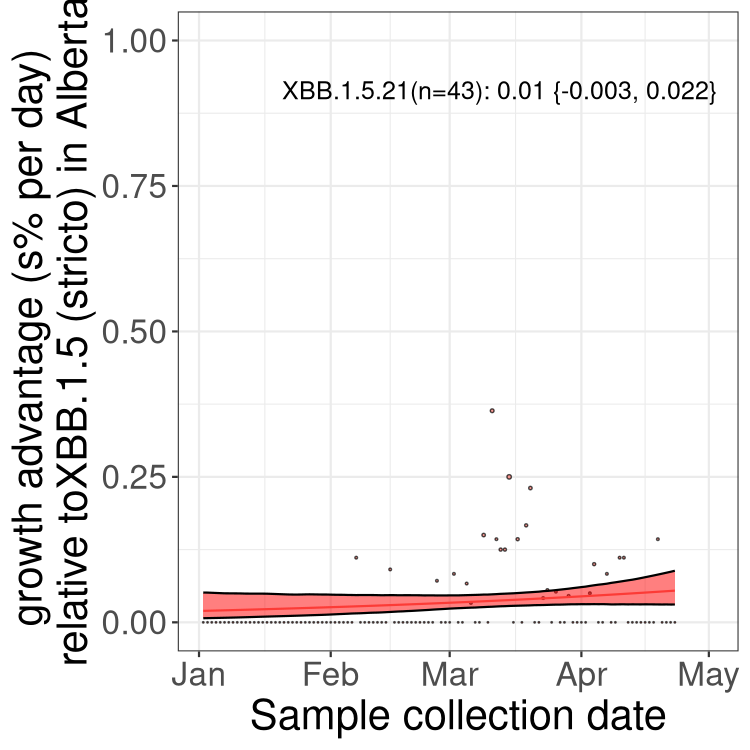 growth advantage (s% per day)
relative toXBB.1.5 (stricto) in Alberta
1.00
0.75
0.50
0.25
0.00
XBB.1.5.21(n=43): 0.01 {-0.003, 0.022}
Jan Feb Mar Apr May
Sample collection date